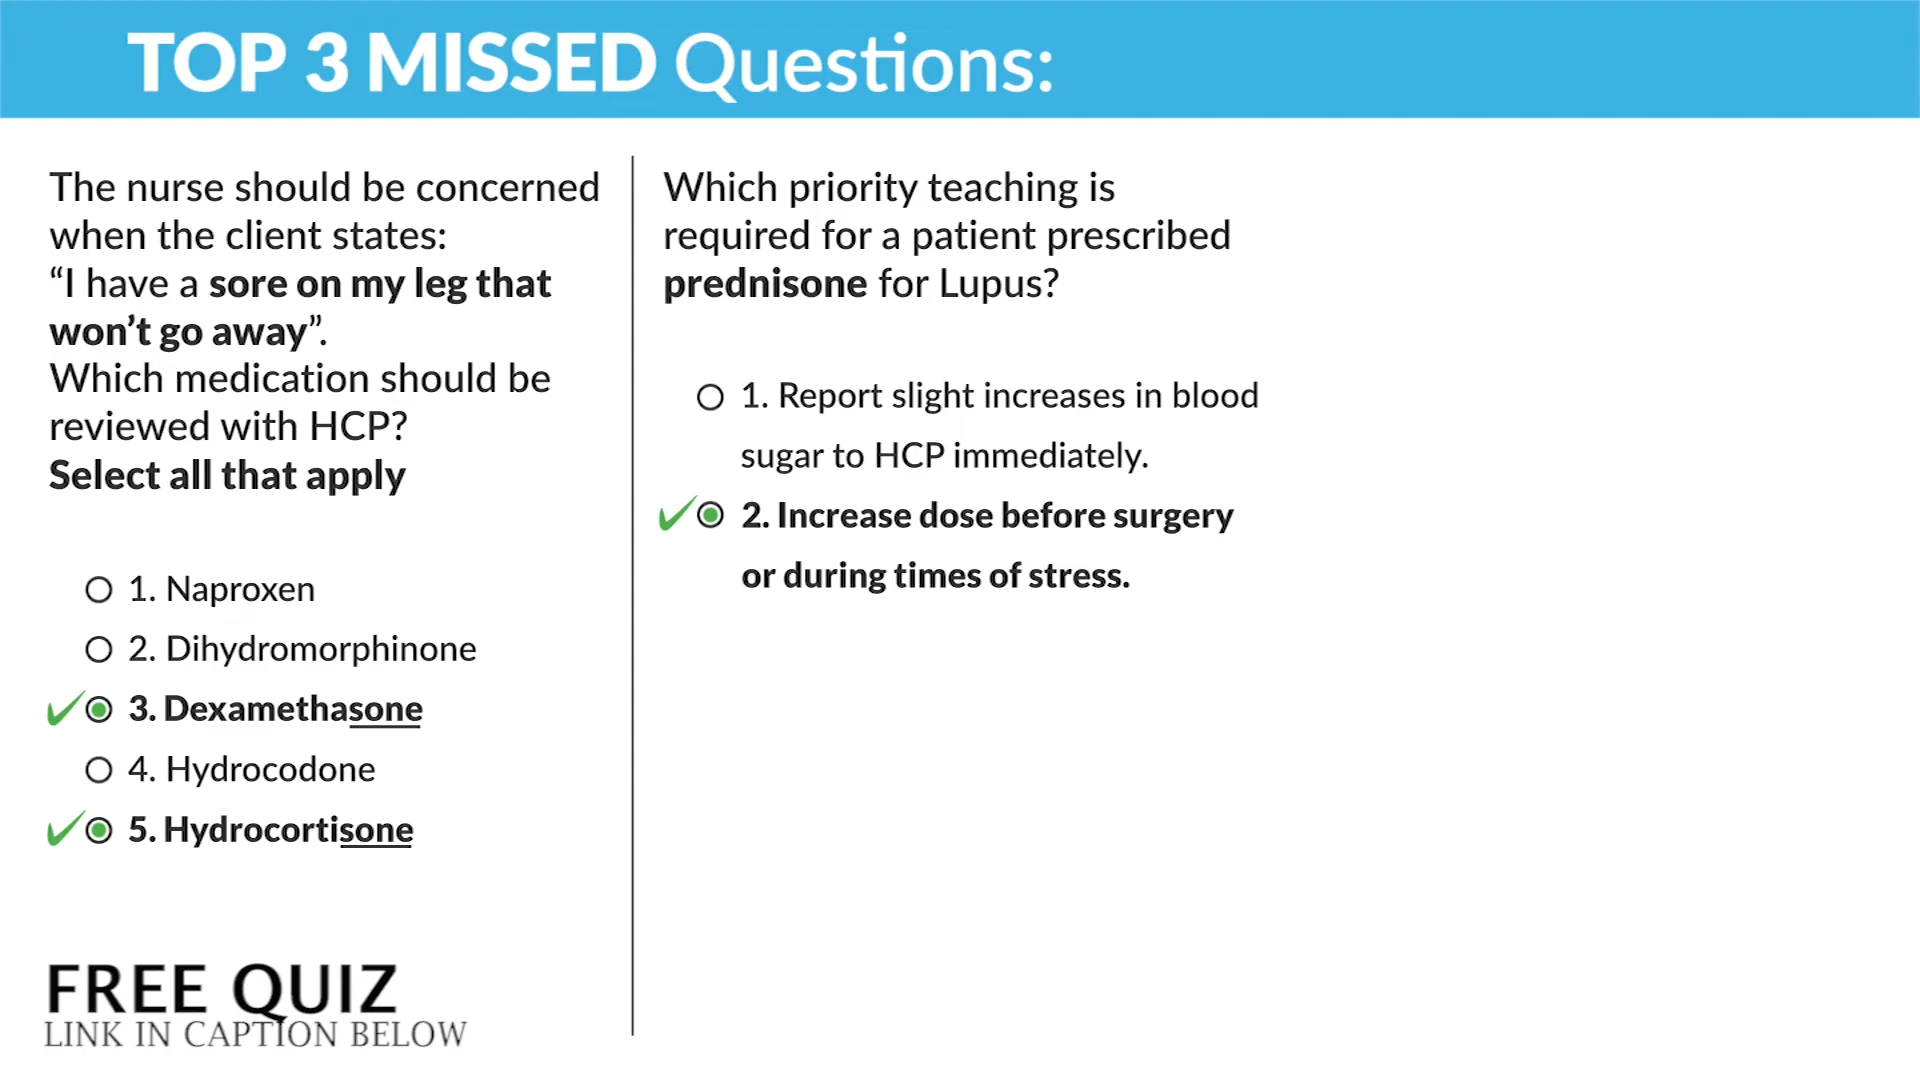 TOP 3 MISSED Questions:
The nurse should be concerned
when the client states:
“I have a sore on my leg that
won’t go away”.
Which medication should be
reviewed with HCP?
Select all that apply
1. Naproxen
2. Dihydromorphinone
3. Dexamethasone
4. Hydrocodone
5. Hydrocortisone
FREE QUIZ
LINK IN CAPTION BELOW
Which priority teaching is
required for a patient prescribed
prednisone for Lupus?
1. Report slight increases in blood
sugar to HCP immediately.
2. Increase dose before surgery
or during times of stress.